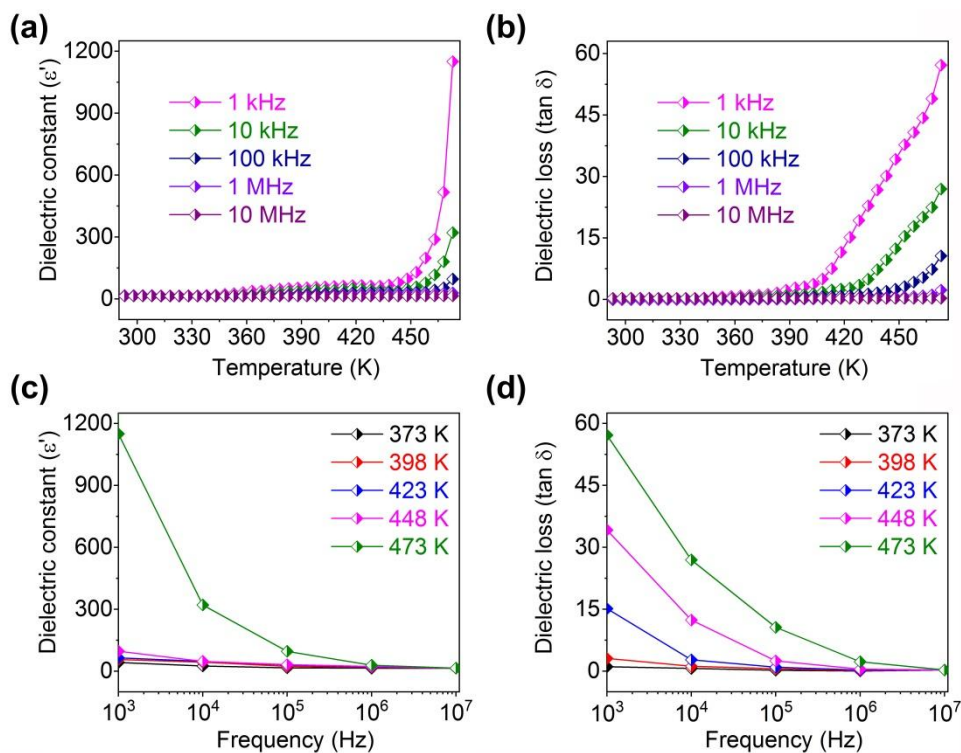 (a)
Dielectric constant (ε')
1200
900
600
300
0
1 kHz
10 kHz
100 kHz
1 MHz
10 MHz
300 330 360 390 420 450
Temperature (K)
(b)
Dielectric loss (tan δ)
60
45
30
15
0
1 kHz
10 kHz
100 kHz
1 MHz
10 MHz
300 330 360 390 420 450
Temperature (K)
(c)
Dielectric constant (ε')
1200
900
600
300
0
373 K
398 K
423 K
448 K
473 K
10³ 10⁴ 10⁵ 10⁶ 10⁷
Frequency (Hz)
(d)
Dielectric loss (tan δ)
60
45
30
15
0
373 K
398 K
423 K
448 K
473 K
10³ 10⁴ 10⁵ 10⁶ 10⁷
Frequency (Hz)